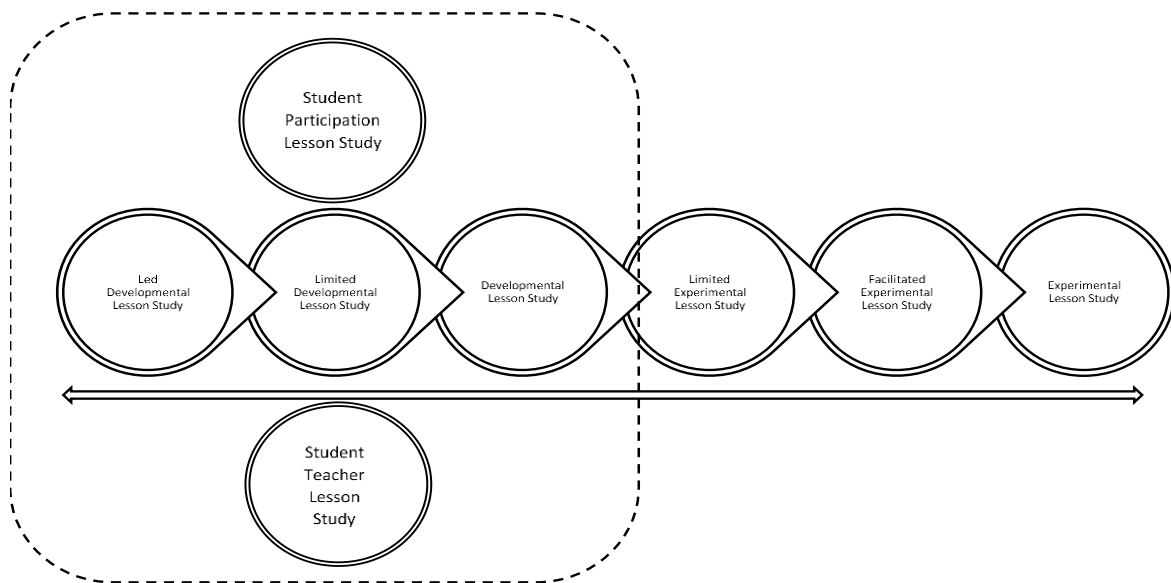 Student
Participation
Lesson Study
Led
Developmental
Lesson Study
Limited
Developmental
Lesson Study
Developmental
Lesson Study
Limited
Experimental
Lesson Study
Facilitated
Experimental
Lesson Study
Experimental
Lesson Study
Student
Teacher
Lesson
Study